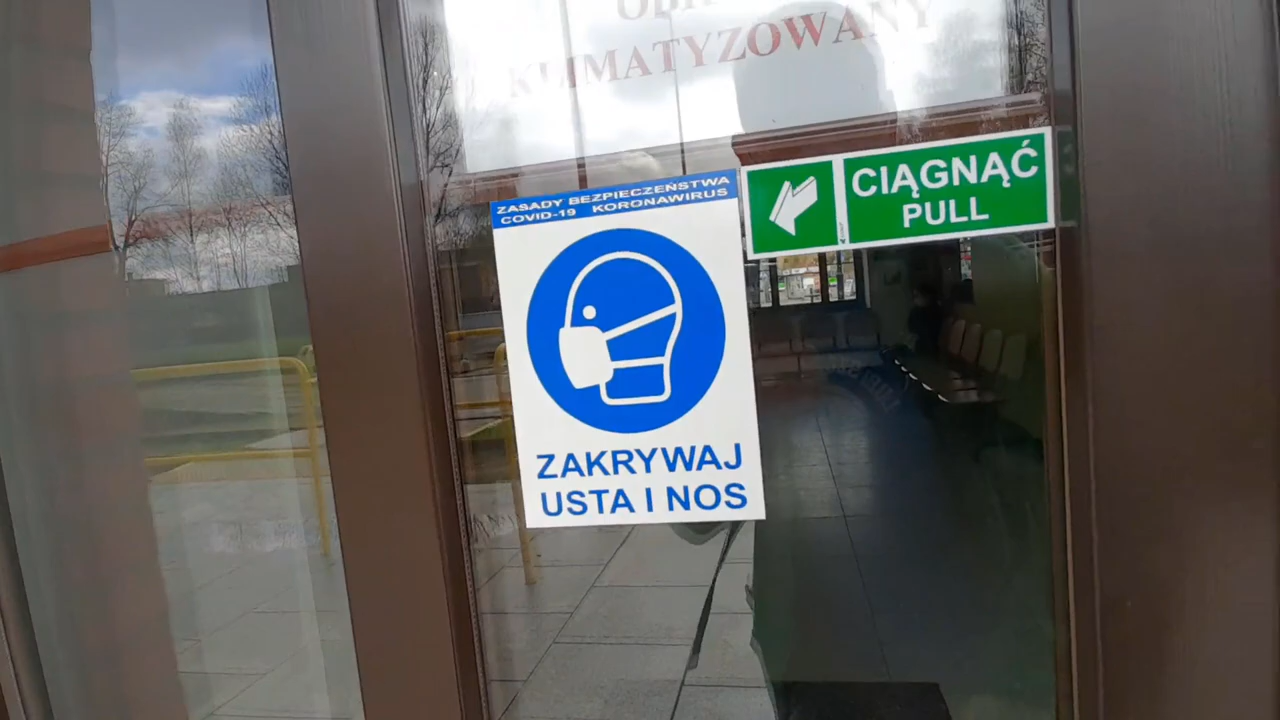 KLIMATYZOWANY
ZASADY BEZPIECZEŃSTWA
COVID-19 KORONAWIRUS
CIĄGNĄĆ
PULL
ZAKRYWAJ
USTA I NOS